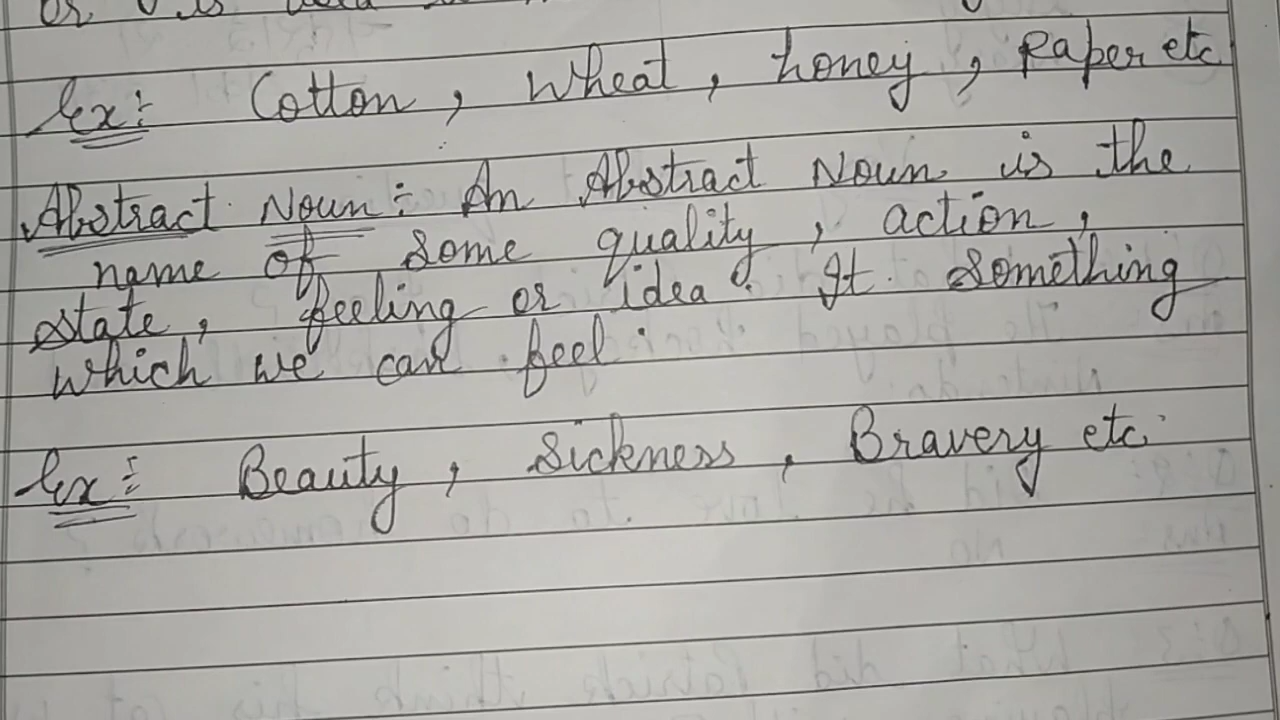 Ex:- Cotton, Wheat, honey, Paper etc
Abstract Noun:- An Abstract Noun is the
name of some quality, action,
state, feeling or idea. It something
which we can feel.
Ex:- Beauty, Sickness, Bravery etc.